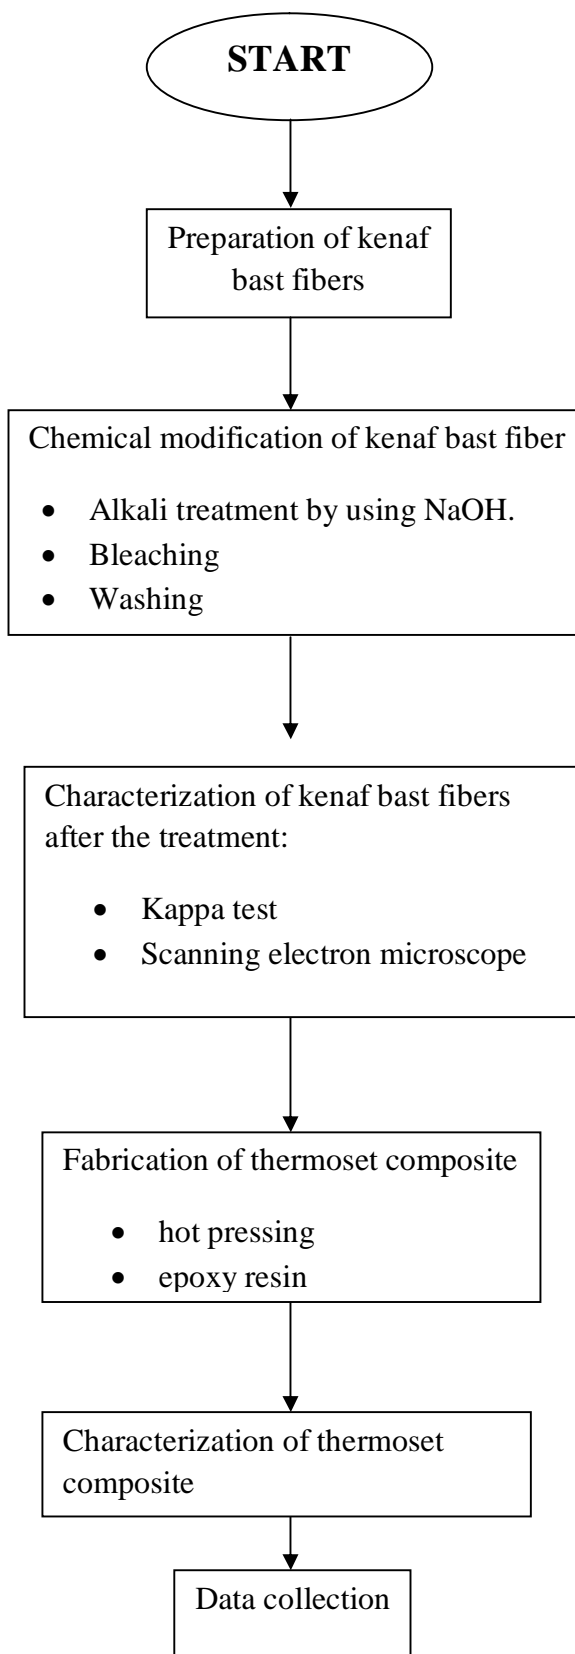 START
Preparation of kenaf
bast fibers
Chemical modification of kenaf bast fiber
• Alkali treatment by using NaOH.
• Bleaching
• Washing
Characterization of kenaf bast fibers
after the treatment:
• Kappa test
• Scanning electron microscope
Fabrication of thermoset composite
• hot pressing
• epoxy resin
Characterization of thermoset
composite
Data collection